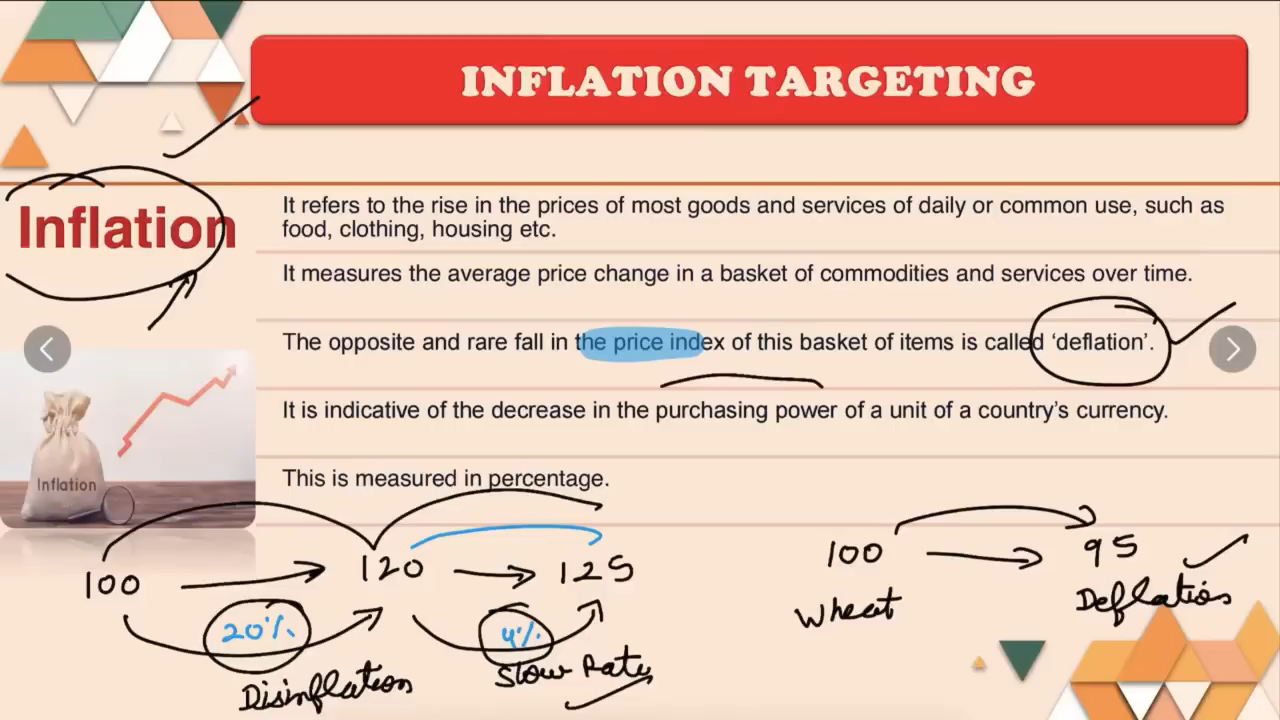 INFLATION TARGETING
Inflation
It refers to the rise in the prices of most goods and services of daily or common use, such as
food, clothing, housing etc.
It measures the average price change in a basket of commodities and services over time.
The opposite and rare fall in the price index of this basket of items is called ‘deflation’.
It is indicative of the decrease in the purchasing power of a unit of a country’s currency.
Inflation
This is measured in percentage.
100 120 125
20% 4%
Disinflation Slow Rate
100 95
Wheat Deflation